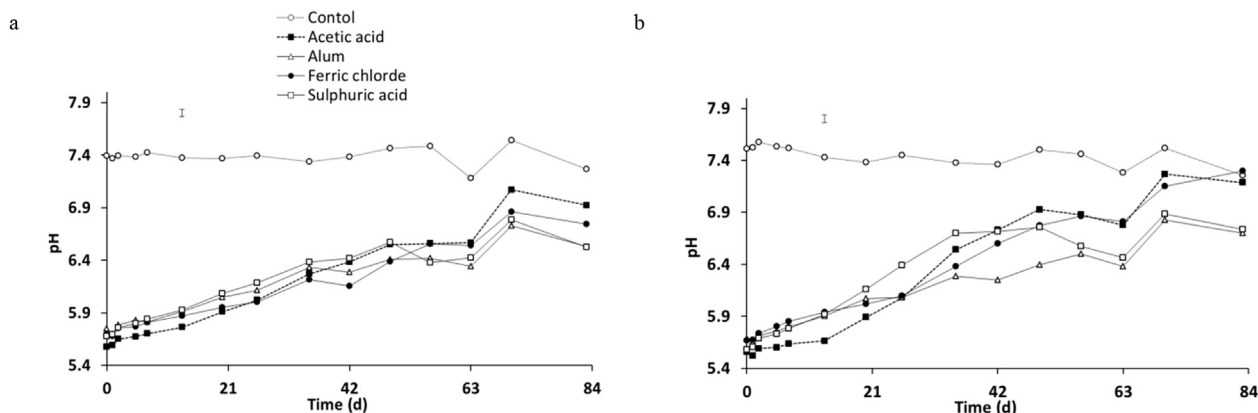 a
Contol
Acetic acid
Alum
Ferric chlorde
Sulphuric acid
7.9
7.4
6.9
6.4
5.9
5.4
pH
0 21 42 63 84
Time (d)
b
7.9
7.4
6.9
6.4
5.9
5.4
pH
0 21 42 63 84
Time (d)